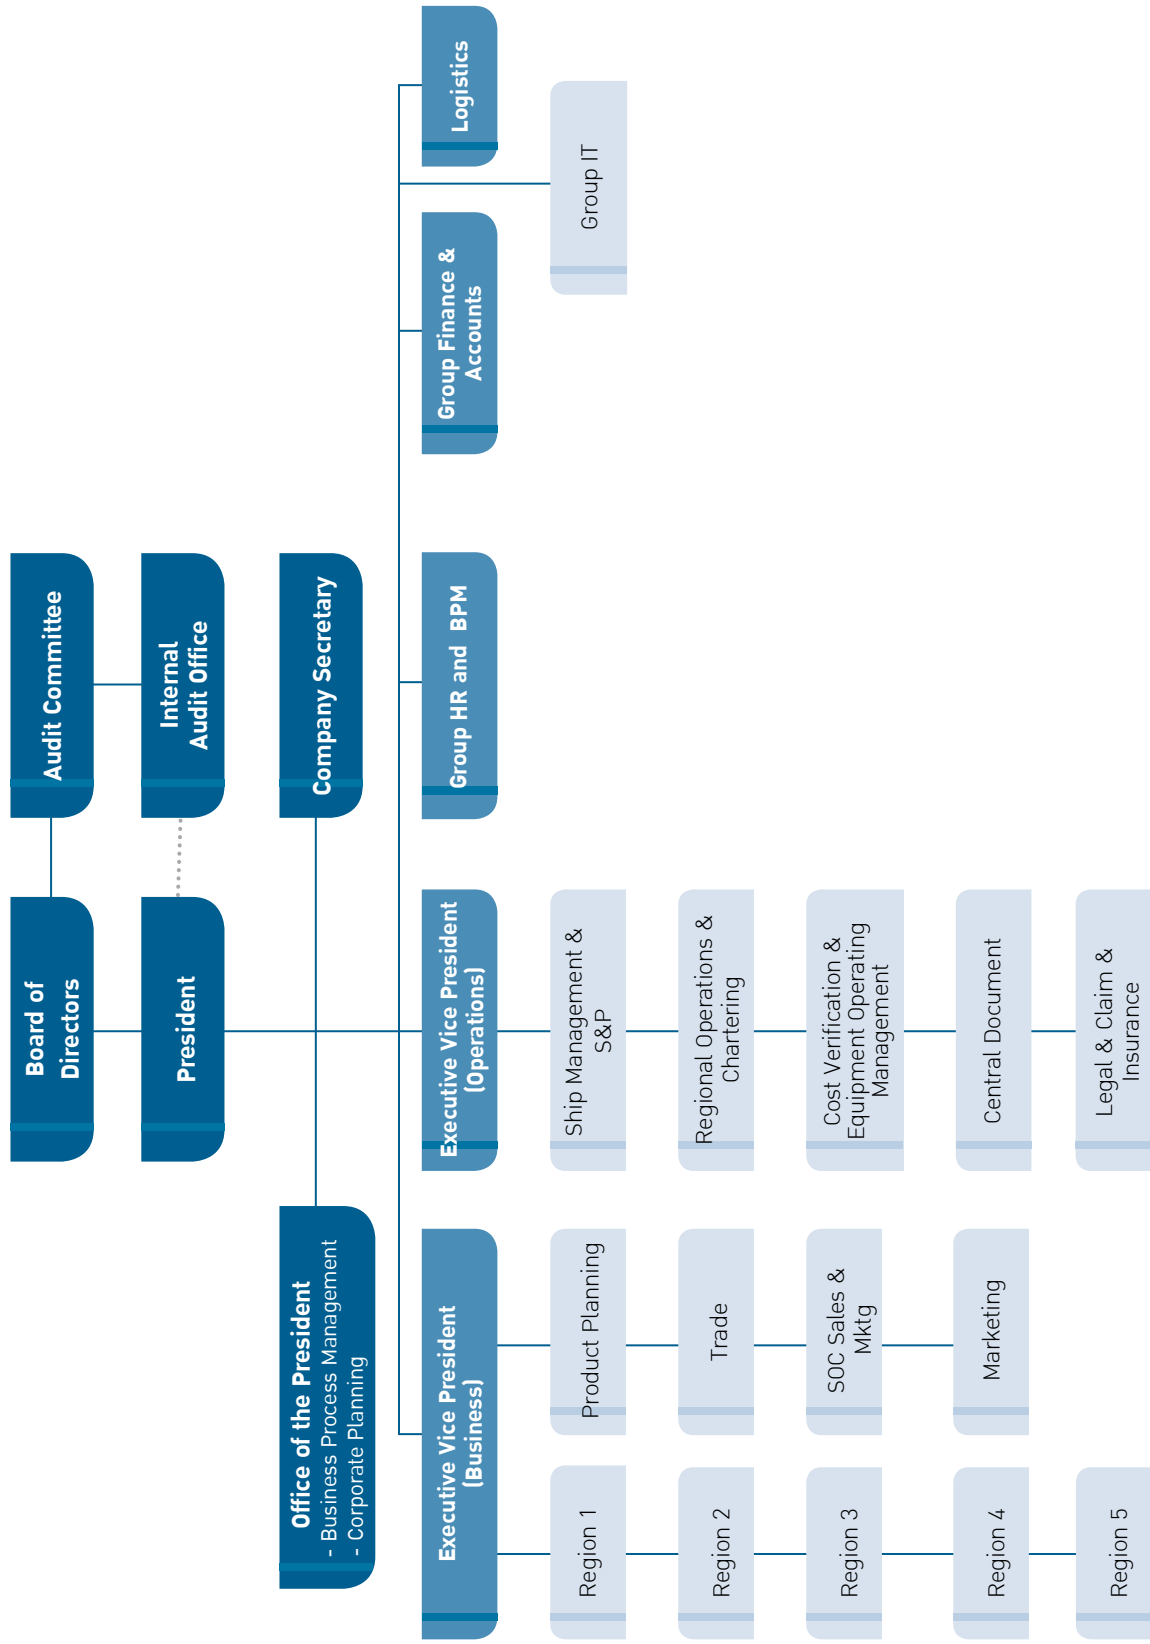 Board of
Directors
Audit Committee
President
Internal
Audit Office
Office of the President
- Business Process Management
- Corporate Planning
Company Secretary
Executive Vice President
(Business)
Executive Vice President
(Operations)
Group HR and BPM
Group Finance &
Accounts
Logistics
Region 1
Region 2
Region 3
Region 4
Region 5
Product Planning
Trade
SOC Sales &
Mktg
Marketing
Ship Management &
S&P
Regional Operations &
Chartering
Cost Verification &
Equipment Operating
Management
Central Document
Legal & Claim &
Insurance
Group IT